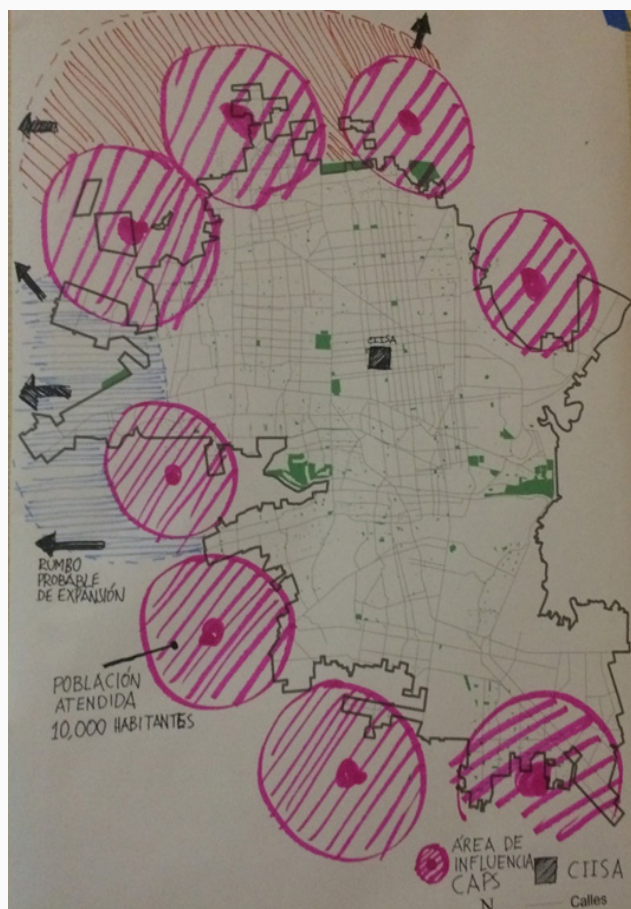 CIISA
RUMBO
PROBABLE
DE EXPANSIÓN
POBLACIÓN
ATENDIDA
10,000 HABITANTES
ÁREA DE
INFLUENCIA
CAPS
CIISA
N
Calles